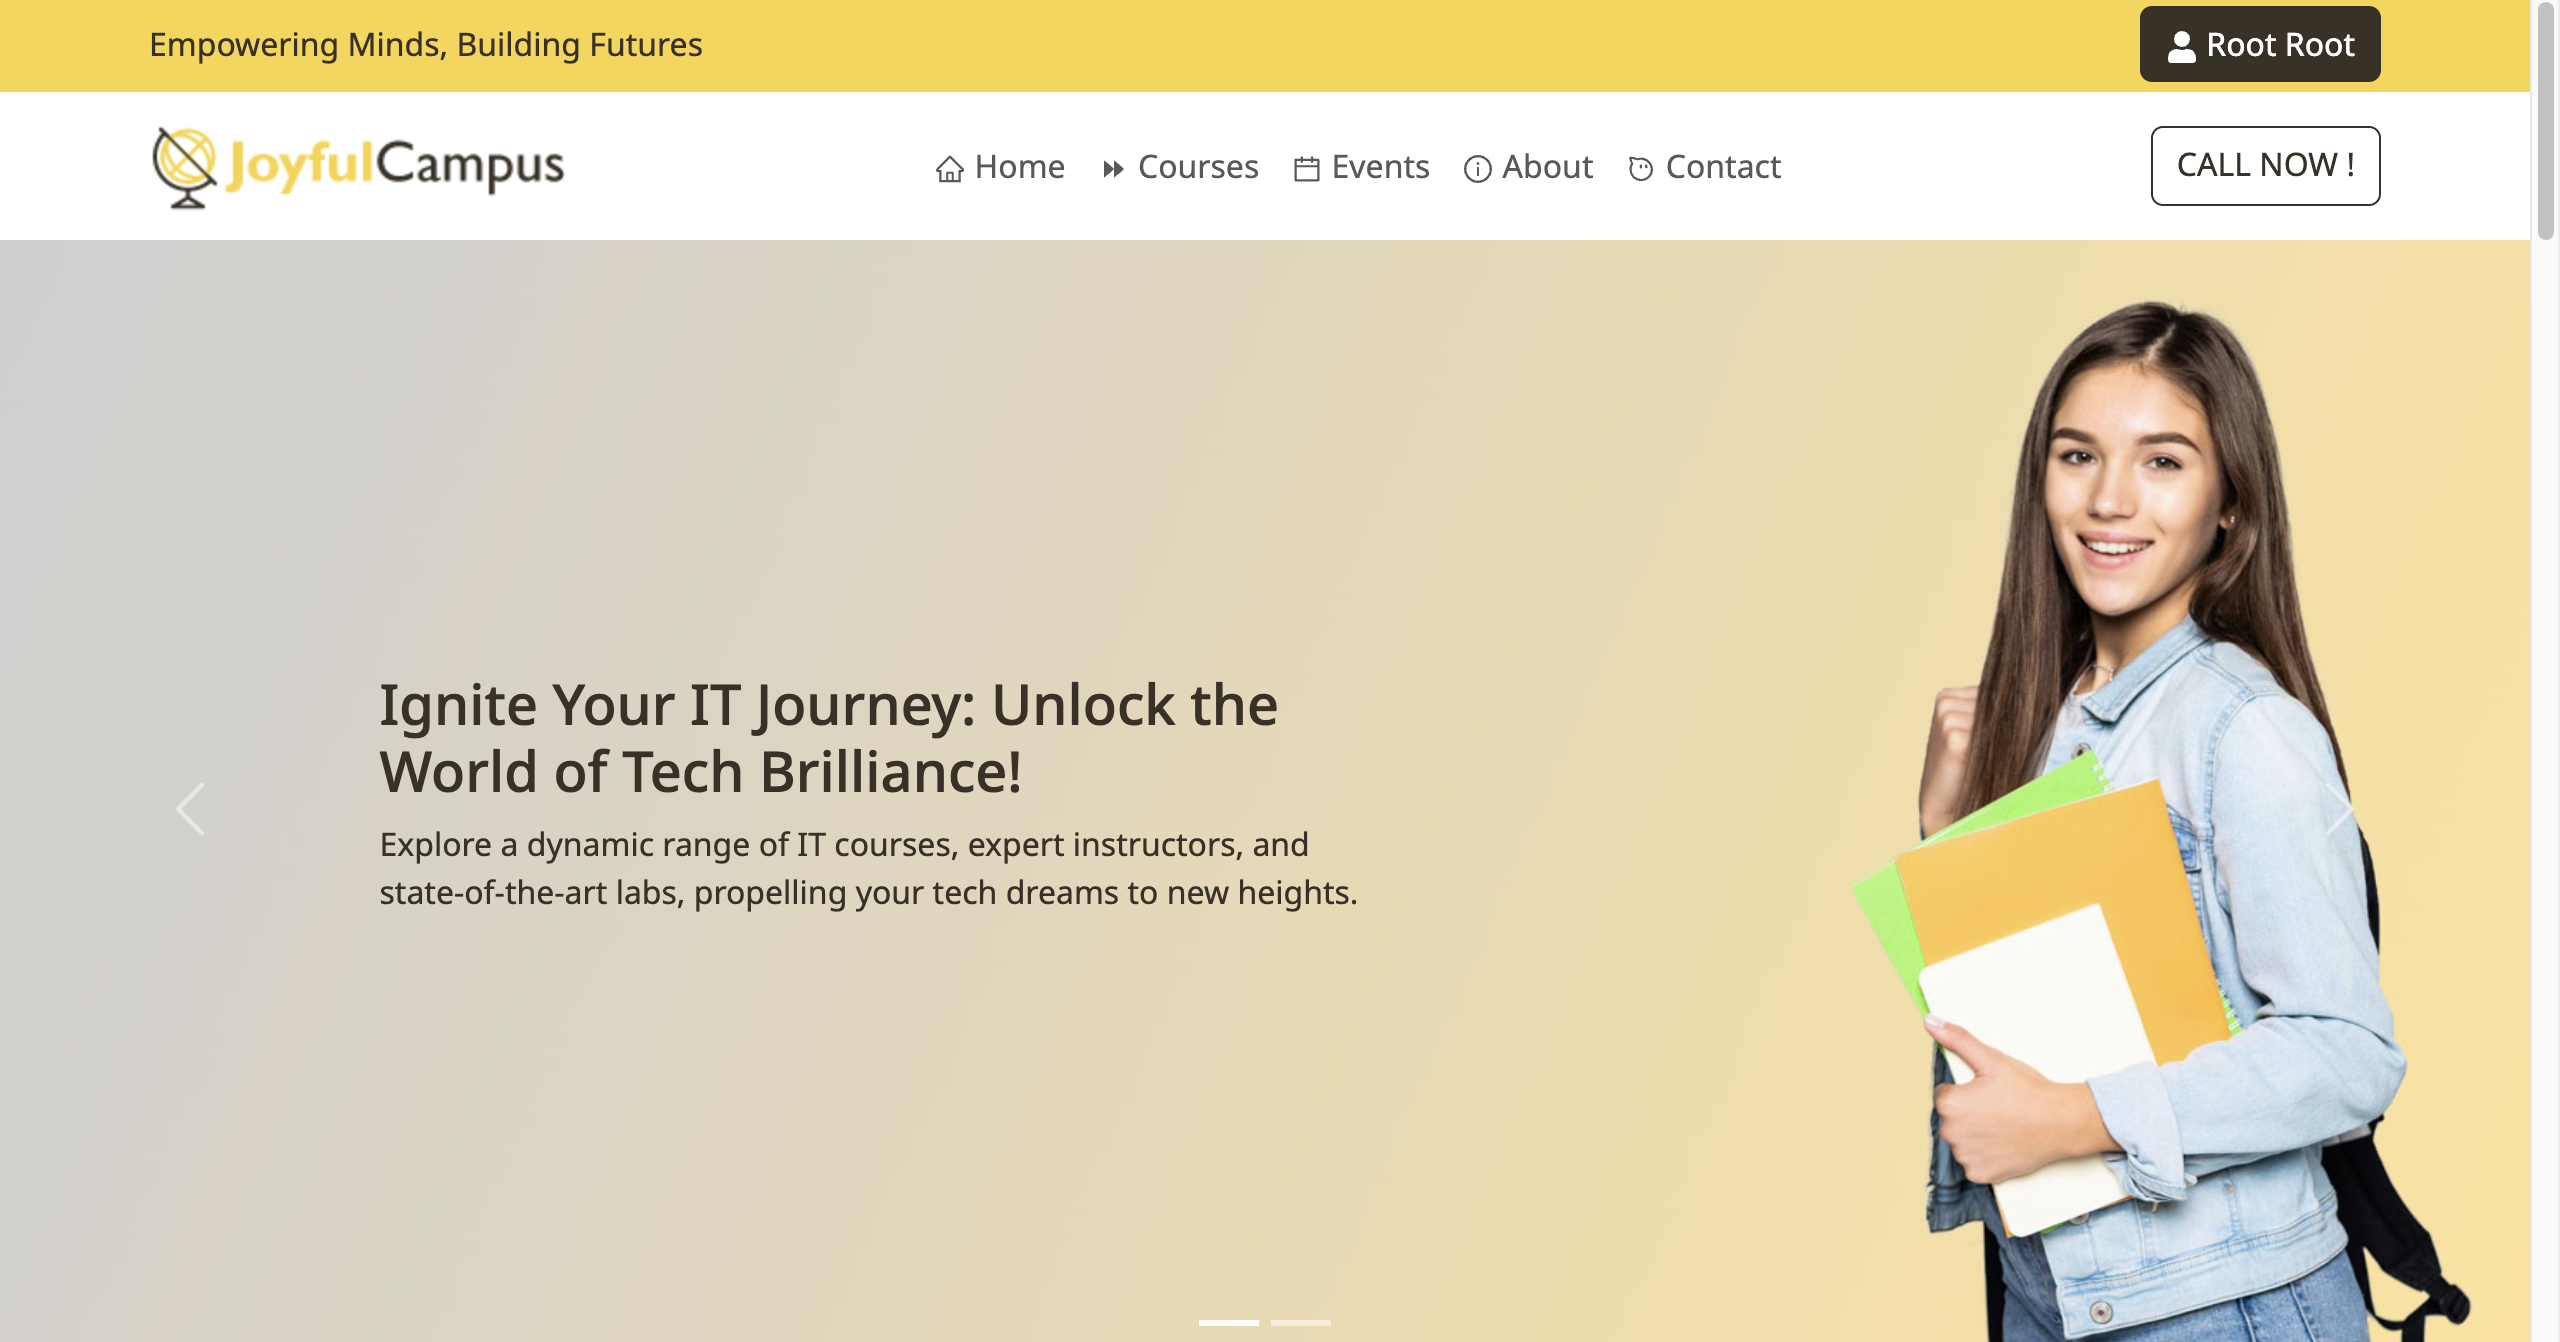 Empowering Minds, Building Futures
Root Root
JoyfulCampus
Home
Courses
Events
About
Contact
CALL NOW !
Ignite Your IT Journey: Unlock the
World of Tech Brilliance!
Explore a dynamic range of IT courses, expert instructors, and
state-of-the-art labs, propelling your tech dreams to new heights.